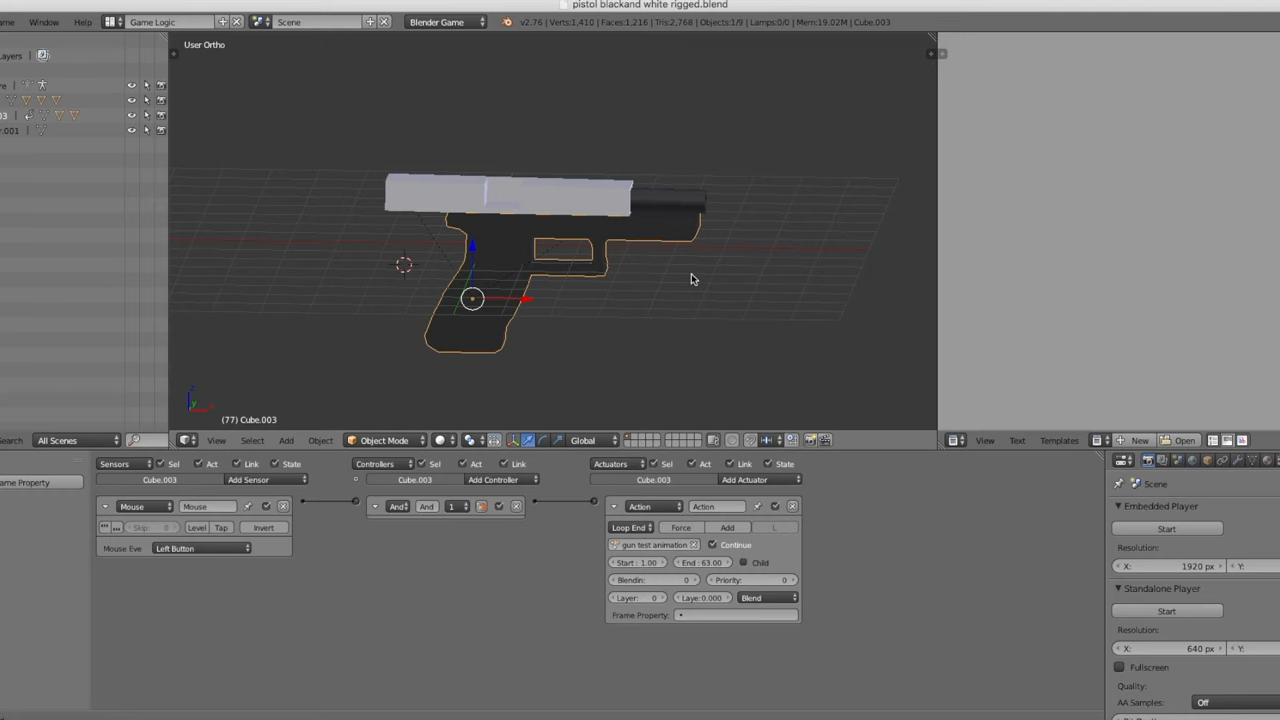 pistol blackand white rigged.blend
Window Help Game Logic Scene Blender Game v2.76 | Verts:1,410 | Faces:1,216 | Tris:2,768 | Objects:1/9 | Lamps:0/0 | Mem:19.02M | Cube.003
User Ortho
(77) Cube.003
All Scenes View Select Add Object Object Mode Global View Text Templates New Open
Sensors Sel Act Link State Controllers Sel Act Link Actuators Sel Act Link State
Cube.003 Add Sensor Cube.003 Add Controller Cube.003 Add Actuator
Scene
Mouse Mouse And And 1 Action Action
Embedded Player
Skip: 0 Level Tap Invert Loop End Force Add L
Start
Mouse Eve Left Button gun test animation Continue
Resolution:
Start : 1.00 End : 63.00 Child
X: 1920 px Y:
Blendin: 0 Priority: 0
Standalone Player
Layer: 0 Laye:0.000 Blend
Start
Frame Property:
Resolution:
X: 640 px Y:
Fullscreen
Quality:
AA Samples: Off